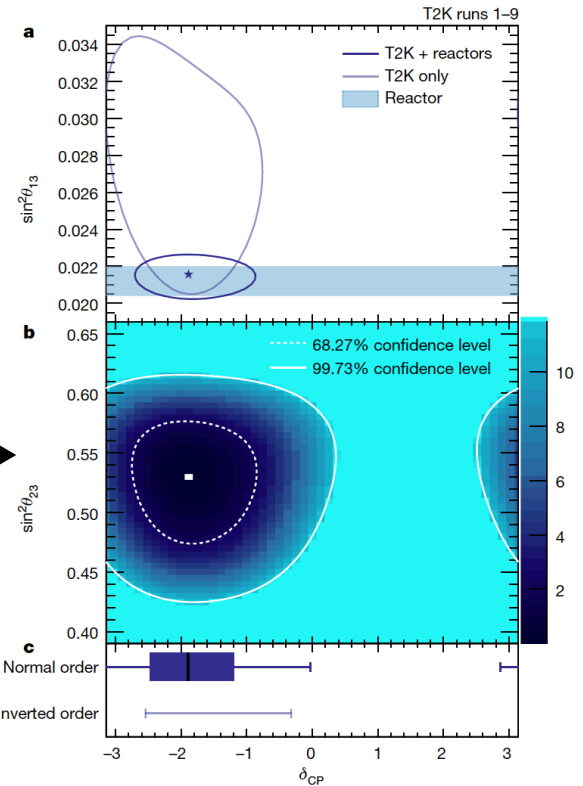 T2K runs 1–9
a
T2K + reactors
T2K only
Reactor
0.034
0.032
0.030
0.028
0.026
0.024
0.022
0.020
sin²θ₁₃
b
68.27% confidence level
99.73% confidence level
0.65
0.60
0.55
0.50
0.45
0.40
sin²θ₂₃
10
8
6
4
2
c
Normal order
nverted order
−3 −2 −1 0 1 2 3
δCP